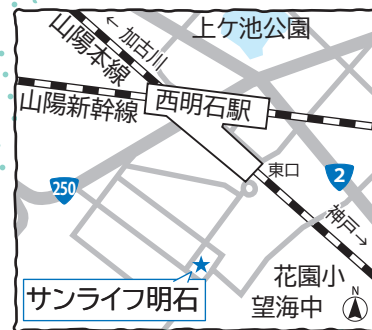 上ケ池公園
← 加古川
山陽本線
山陽新幹線
西明石駅
東口
2
250
神戸→
サンライフ明石
花園小
望海中
N